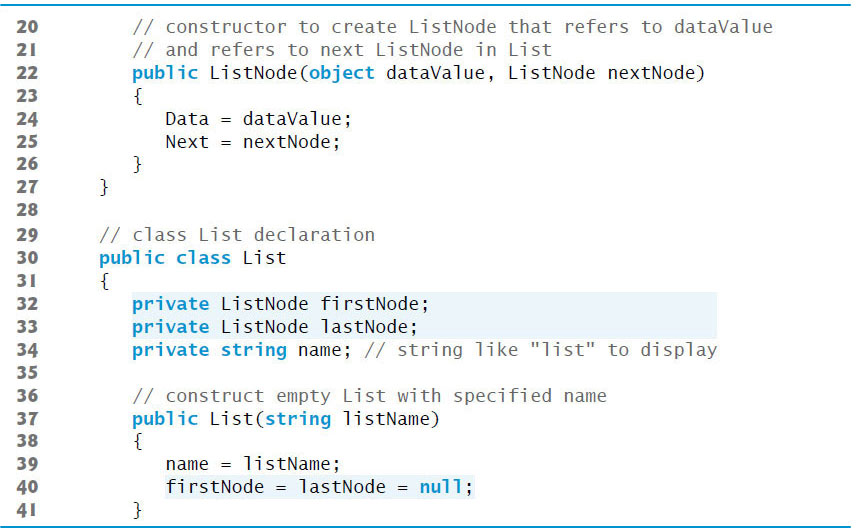 20 // constructor to create ListNode that refers to dataValue
21 // and refers to next ListNode in List
22 public ListNode(object dataValue, ListNode nextNode)
23 {
24 Data = dataValue;
25 Next = nextNode;
26 }
27 }
28
29 // class List declaration
30 public class List
31 {
32 private ListNode firstNode;
33 private ListNode lastNode;
34 private string name; // string like "list" to display
35
36 // construct empty List with specified name
37 public List(string listName)
38 {
39 name = listName;
40 firstNode = lastNode = null;
41 }